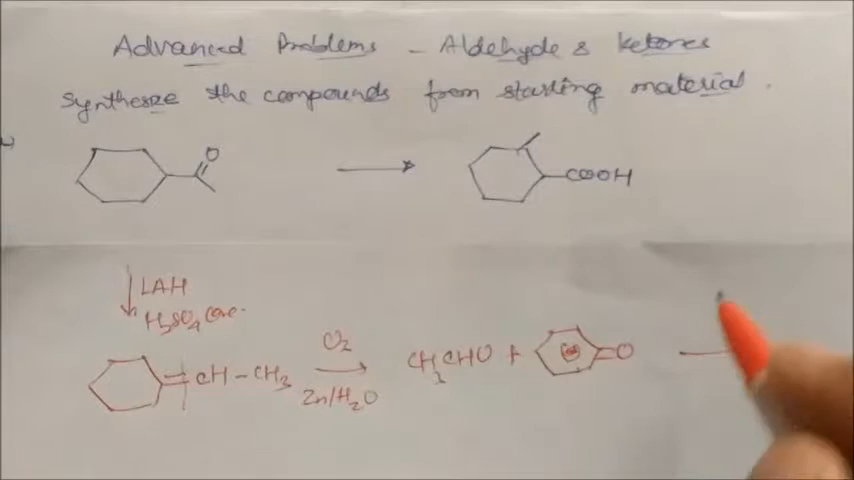 Advanced Problems - Aldehyde & ketones
Synthesize the compounds from starting material.
O
COOH
LAH
H2SO4 Conc.
=CH-CH3
O2
Zn/H2O
CH3CHO + =O